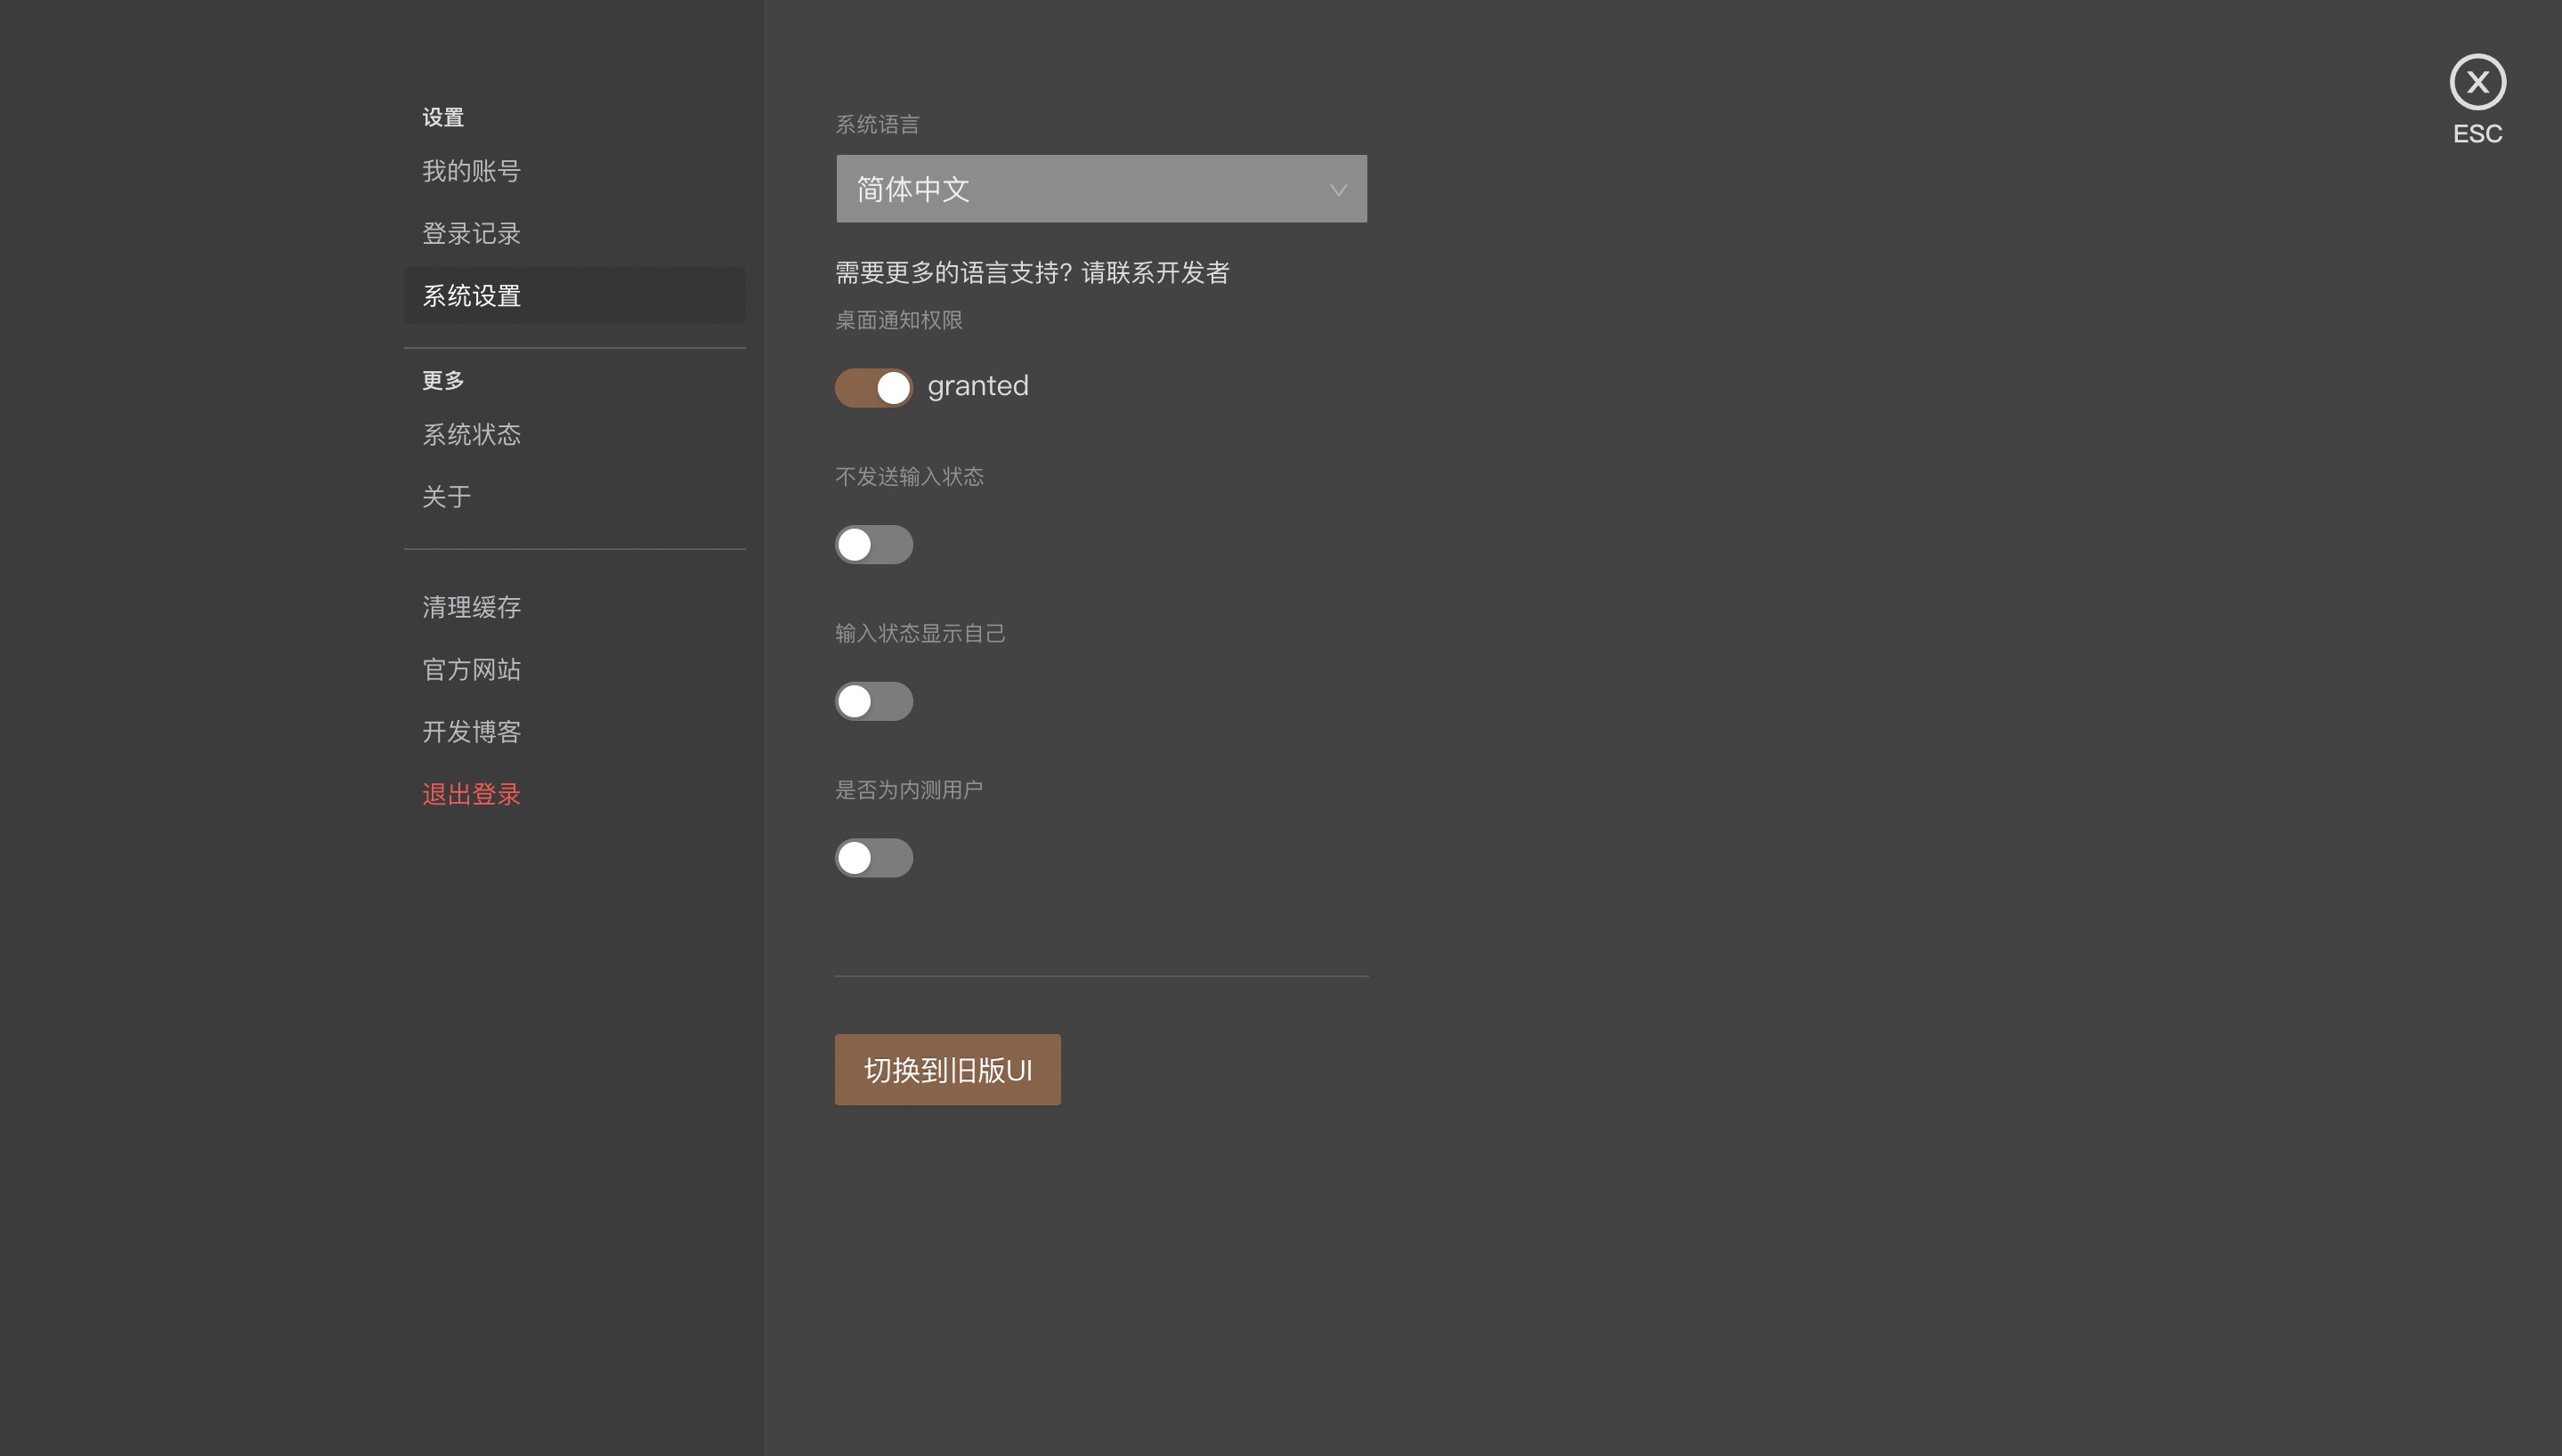 设置
我的账号
登录记录
系统设置
更多
系统状态
关于
清理缓存
官方网站
开发博客
退出登录
系统语言
简体中文
需要更多的语言支持？请联系开发者
桌面通知权限
granted
不发送输入状态
输入状态显示自己
是否为内测用户
切换到旧版UI
X
ESC